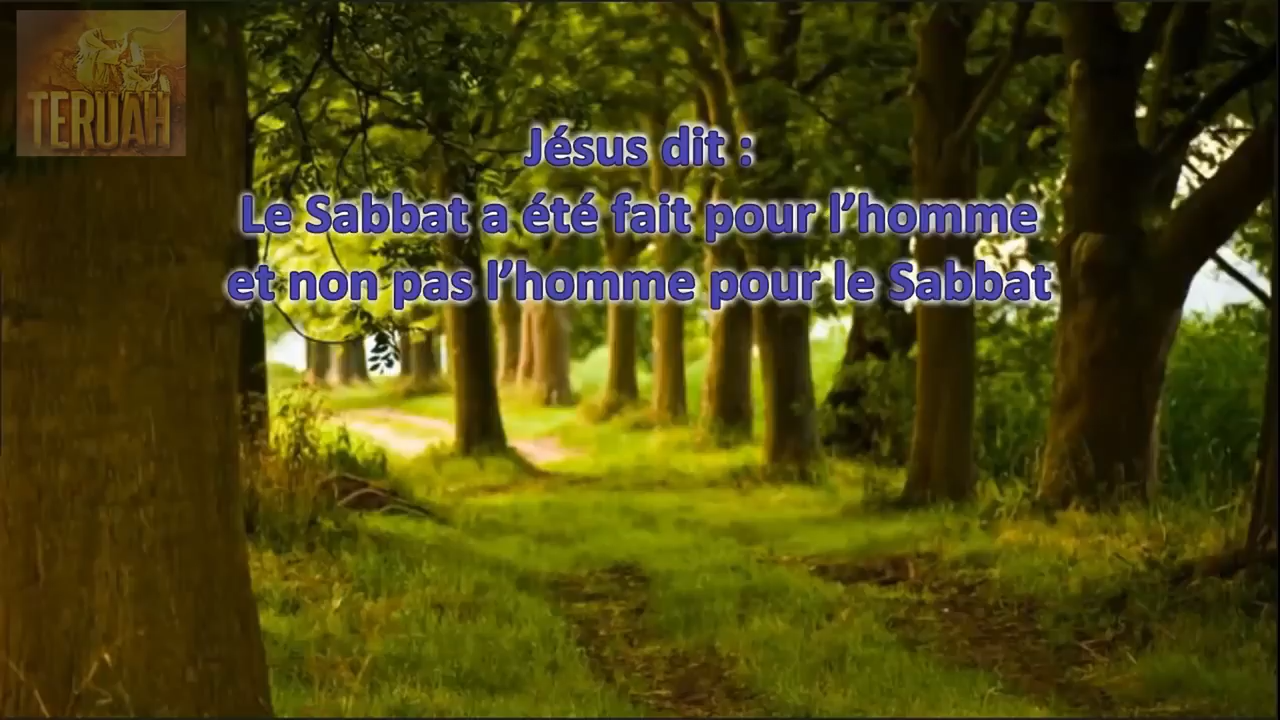 TERUAH
Jésus dit :
Le Sabbat a été fait pour l’homme
et non pas l’homme pour le Sabbat